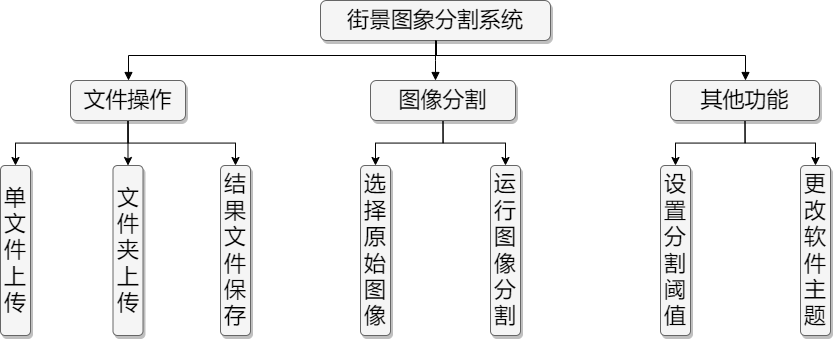 街景图象分割系统
文件操作
图像分割
其他功能
单文件上传
文件夹上传
结果文件保存
选择原始图像
运行图像分割
设置分割阈值
更改软件主题